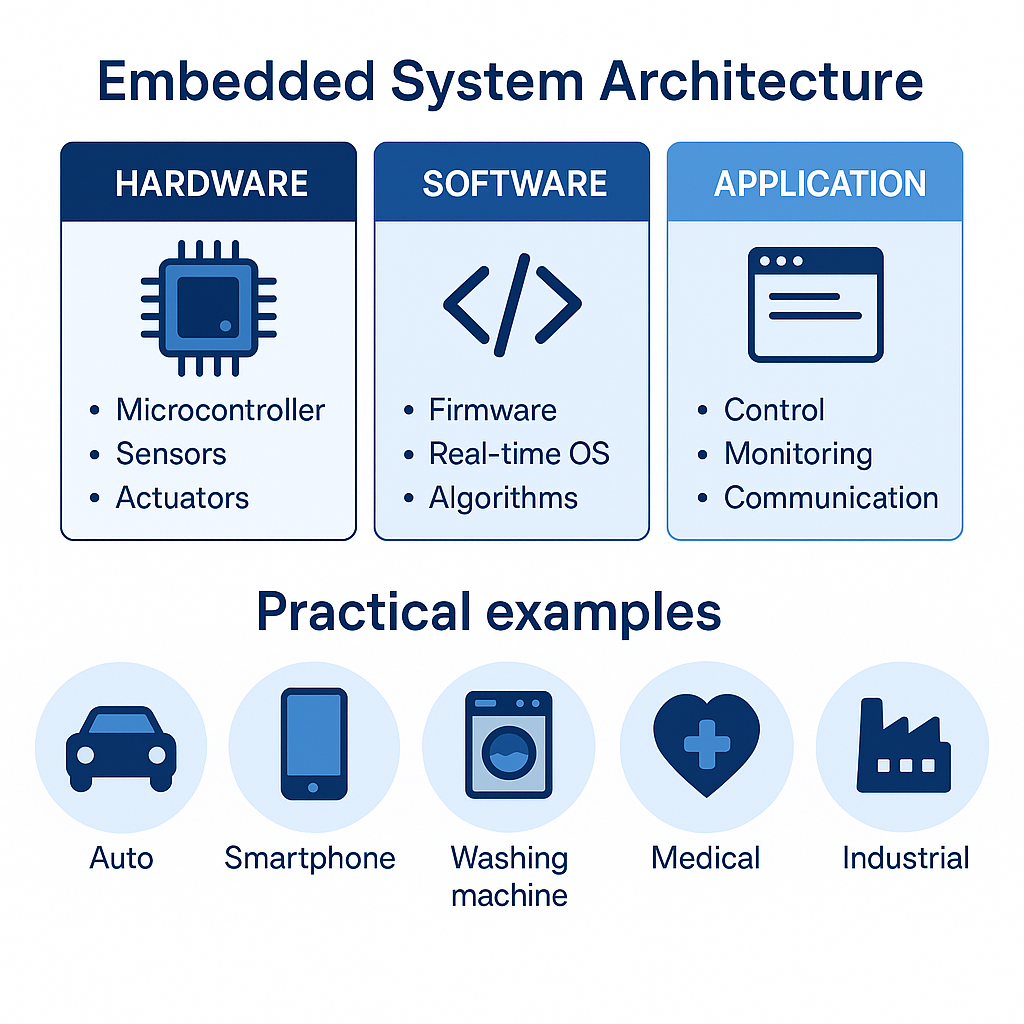 Embedded System Architecture
HARDWARE
• Microcontroller
• Sensors
• Actuators
SOFTWARE
• Firmware
• Real-time OS
• Algorithms
APPLICATION
• Control
• Monitoring
• Communication
Practical examples
Auto
Smartphone
Washing
machine
Medical
Industrial